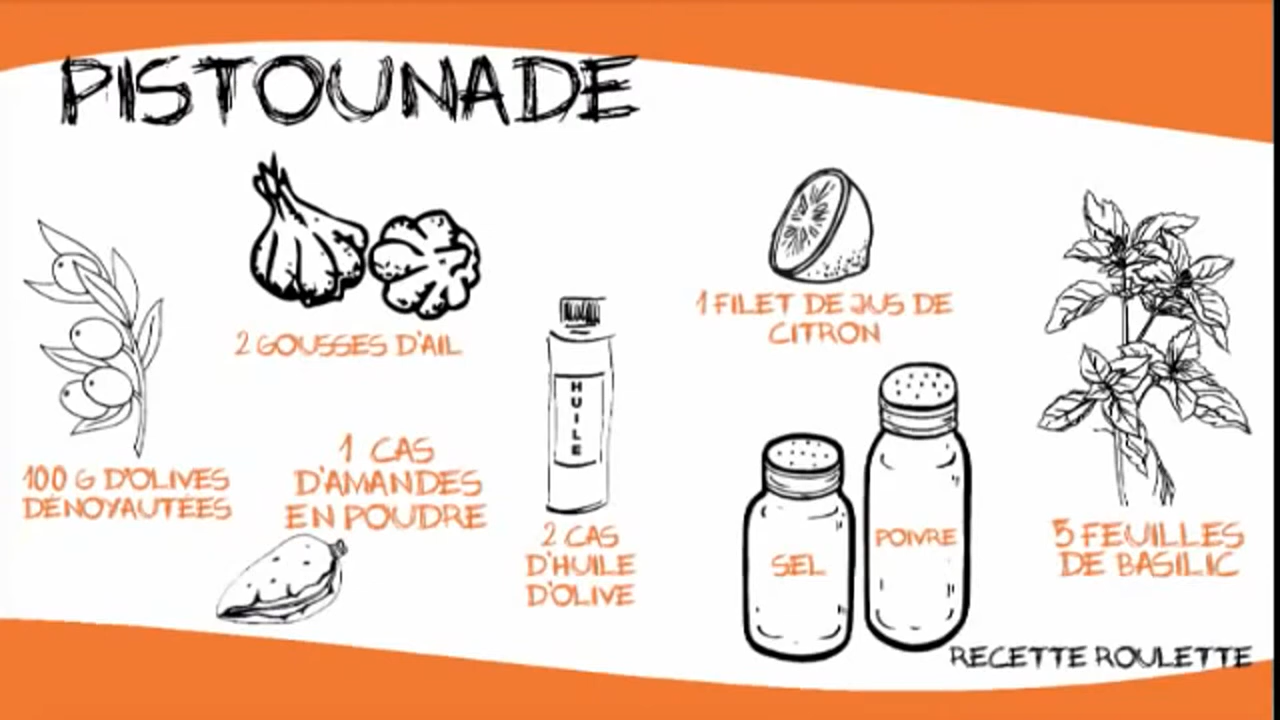 PISTOUNADE
2 GOUSSES D'AIL
1 FILET DE JUS DE
CITRON
100 G D'OLIVES
DÉNOYAUTÉES
1 CAS
D'AMANDES
EN POUDRE
HUILE
2 CAS
D'HUILE
D'OLIVE
SEL
POIVRE
5 FEUILLES
DE BASILIC
RECETTE ROULETTE